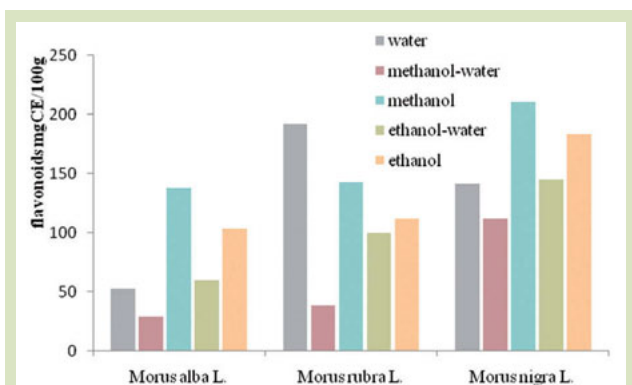 flavonoids mgCE/100g
250
200
150
100
50
0
water
methanol-water
methanol
ethanol-water
ethanol
Morus alba L.
Morus rubra L.
Morus nigra L.